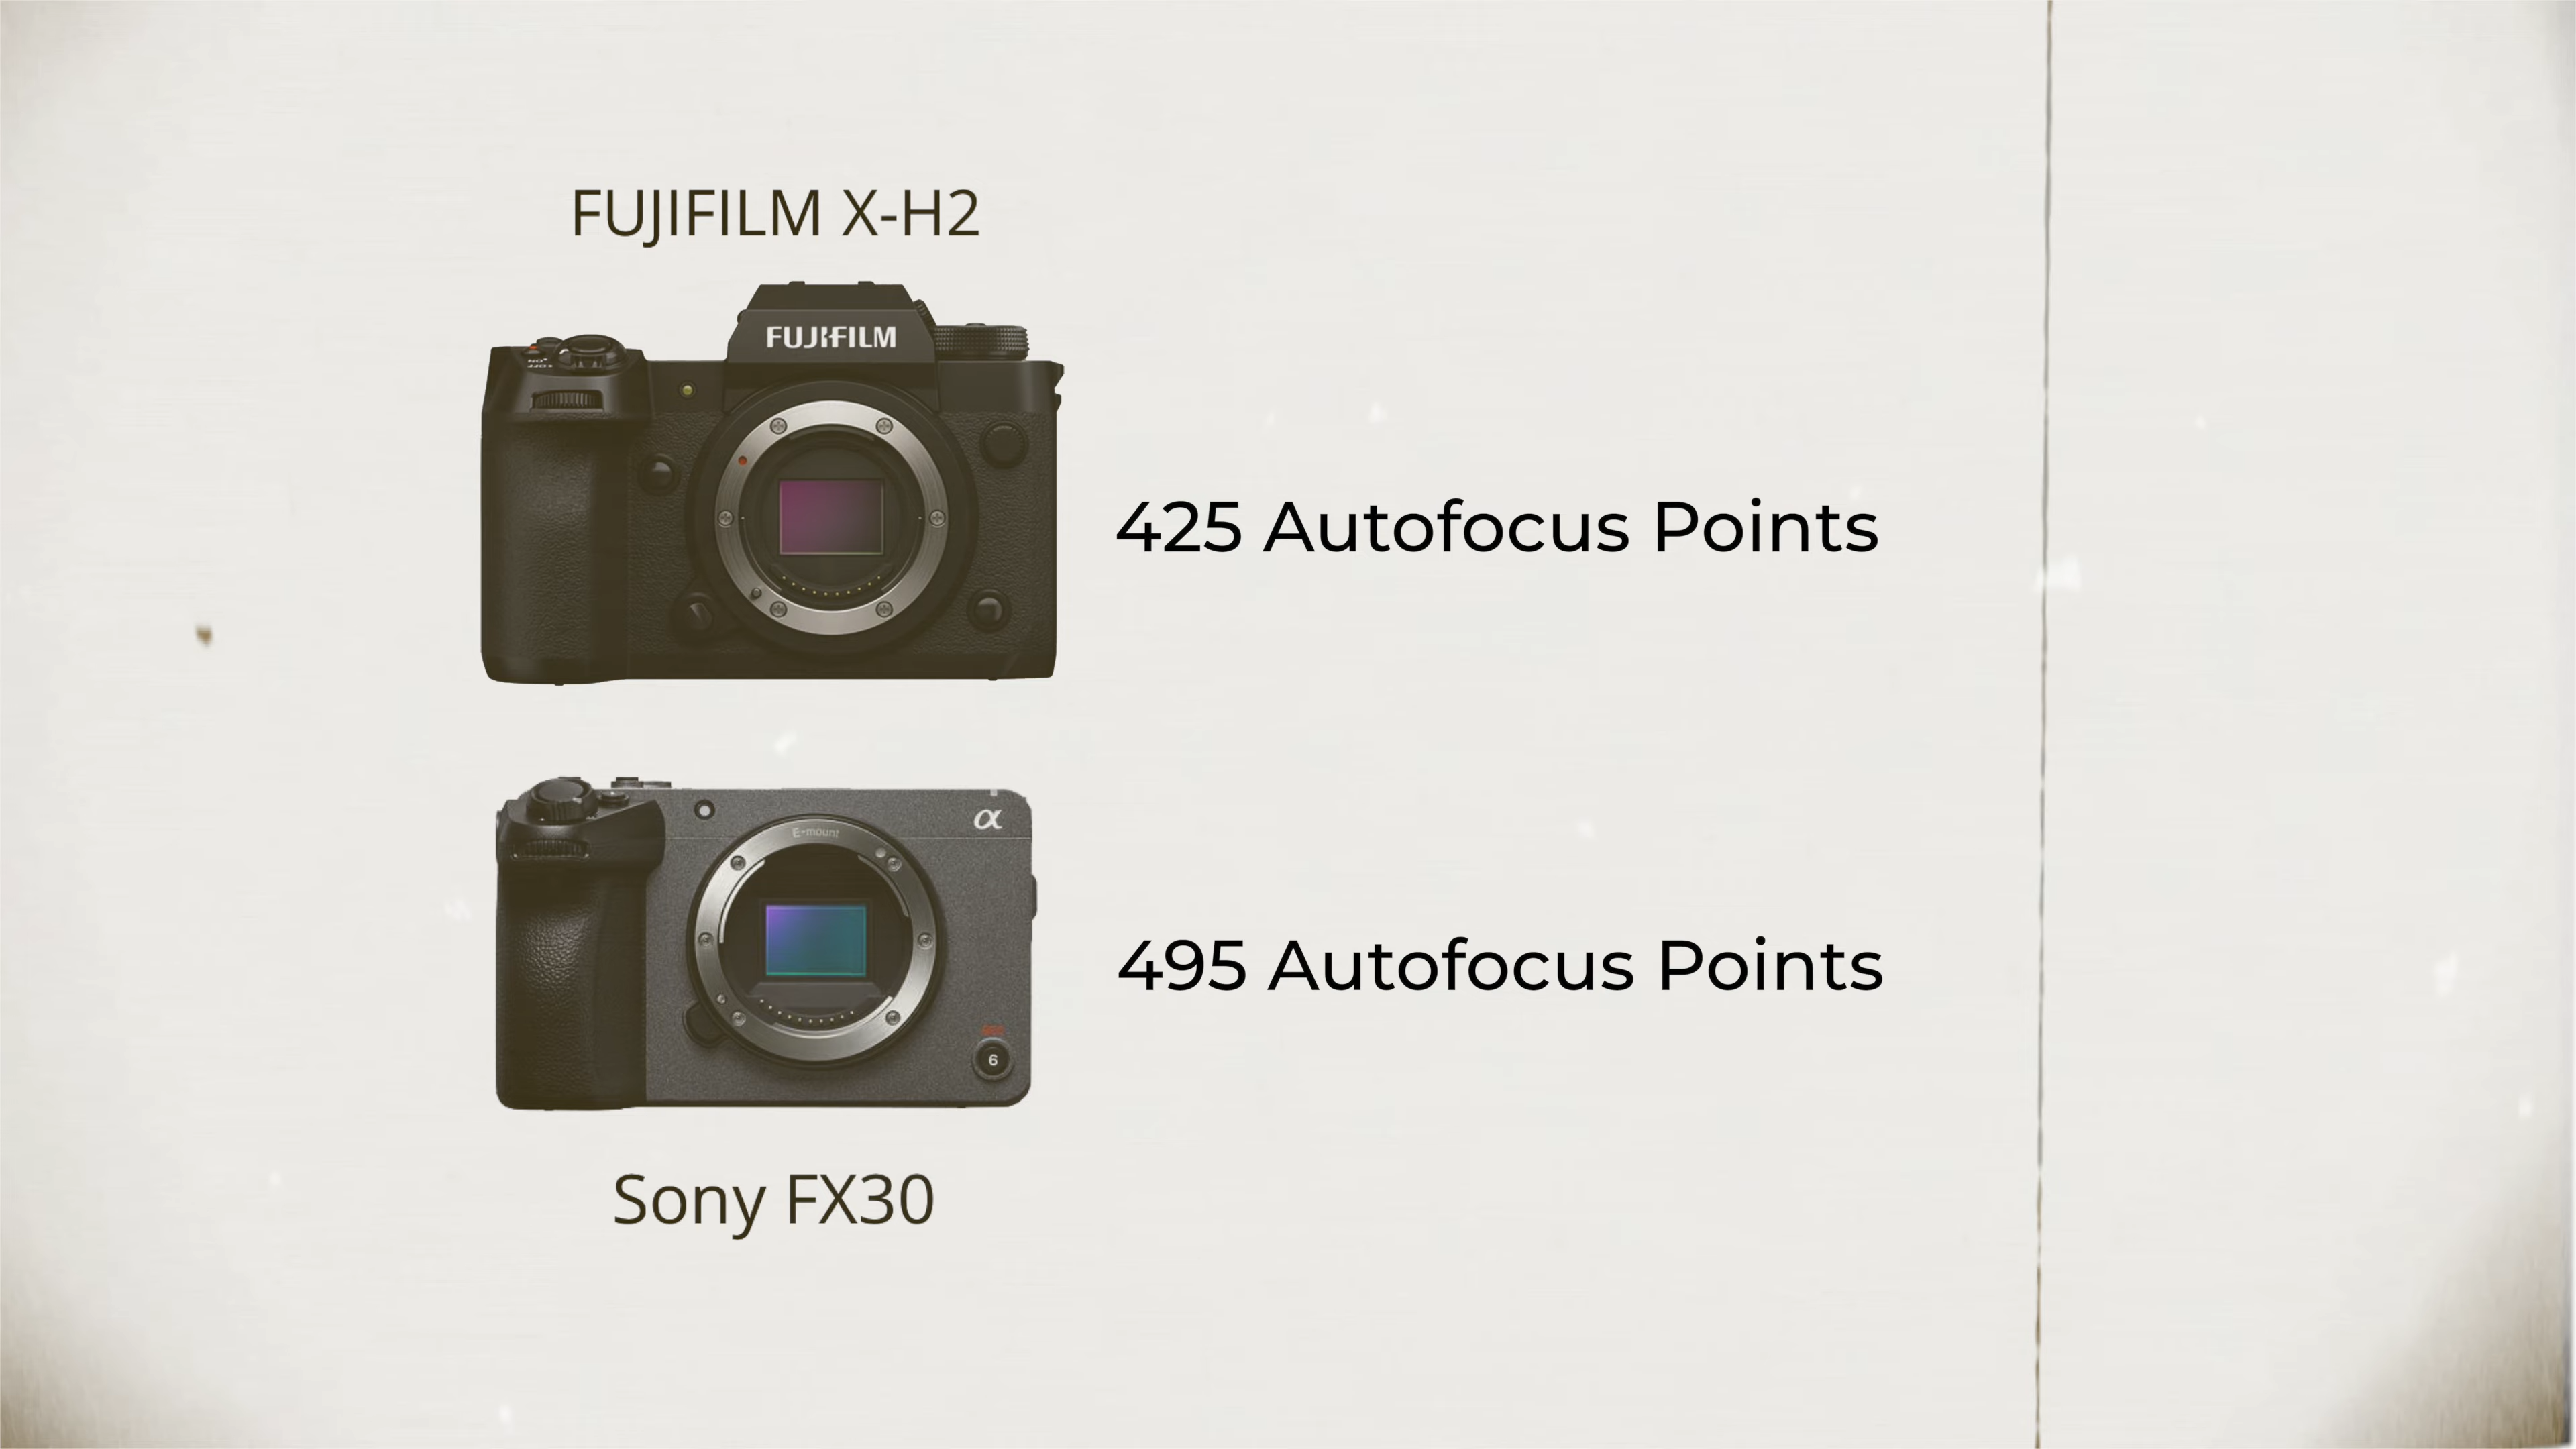 FUJIFILM X-H2
FUJIFILM
425 Autofocus Points
α
E-mount
495 Autofocus Points
6
Sony FX30